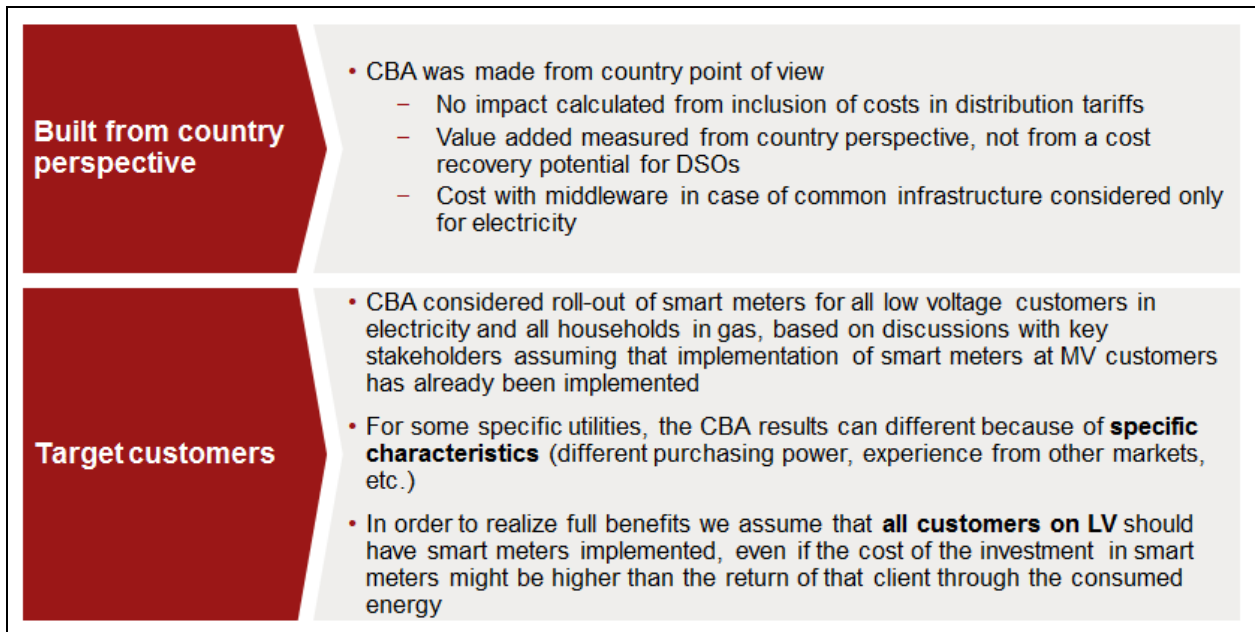 Built from country
perspective
• CBA was made from country point of view
– No impact calculated from inclusion of costs in distribution tariffs
– Value added measured from country perspective, not from a cost
recovery potential for DSOs
– Cost with middleware in case of common infrastructure considered only
for electricity
Target customers
• CBA considered roll-out of smart meters for all low voltage customers in
electricity and all households in gas, based on discussions with key
stakeholders assuming that implementation of smart meters at MV customers
has already been implemented
• For some specific utilities, the CBA results can different because of specific
characteristics (different purchasing power, experience from other markets,
etc.)
• In order to realize full benefits we assume that all customers on LV should
have smart meters implemented, even if the cost of the investment in smart
meters might be higher than the return of that client through the consumed
energy